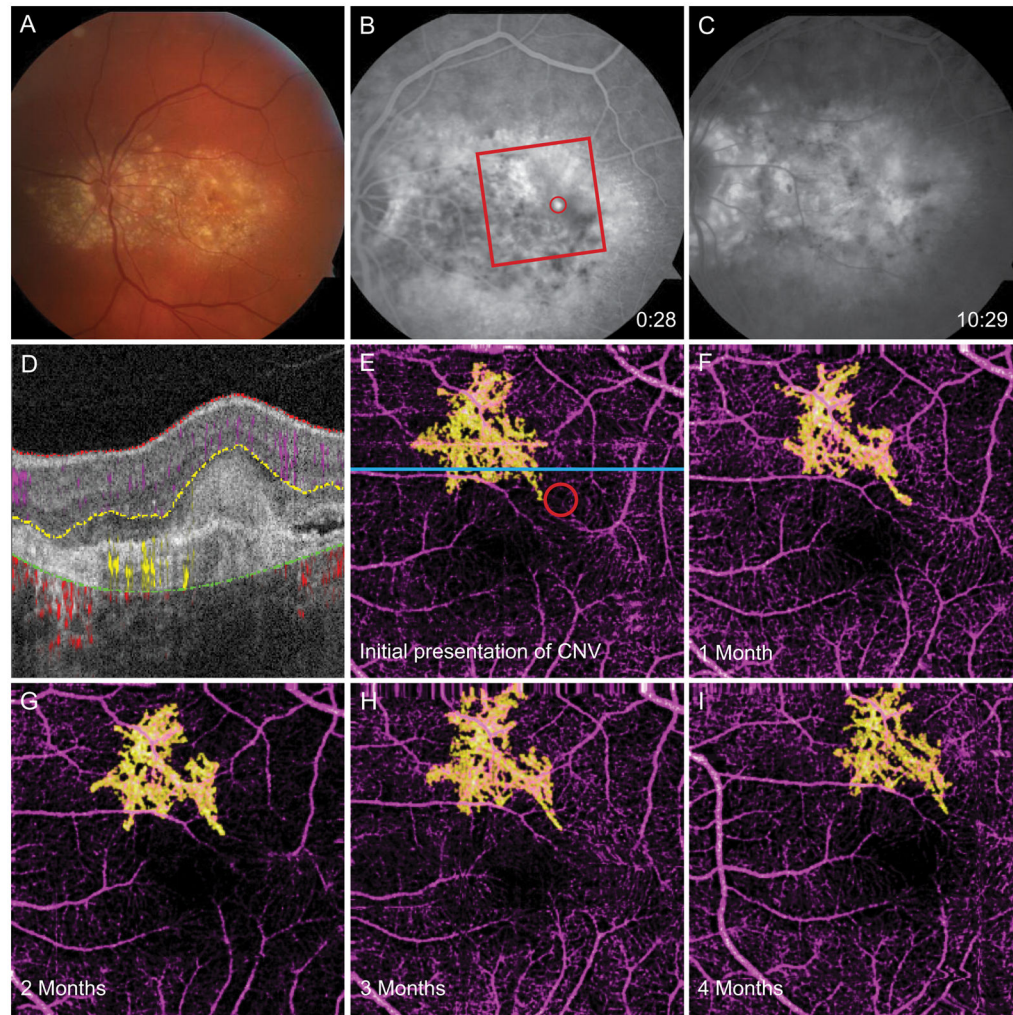 A
B
C
0:28
10:29
D
E
F
Initial presentation of CNV
1 Month
G
H
I
2 Months
3 Months
4 Months